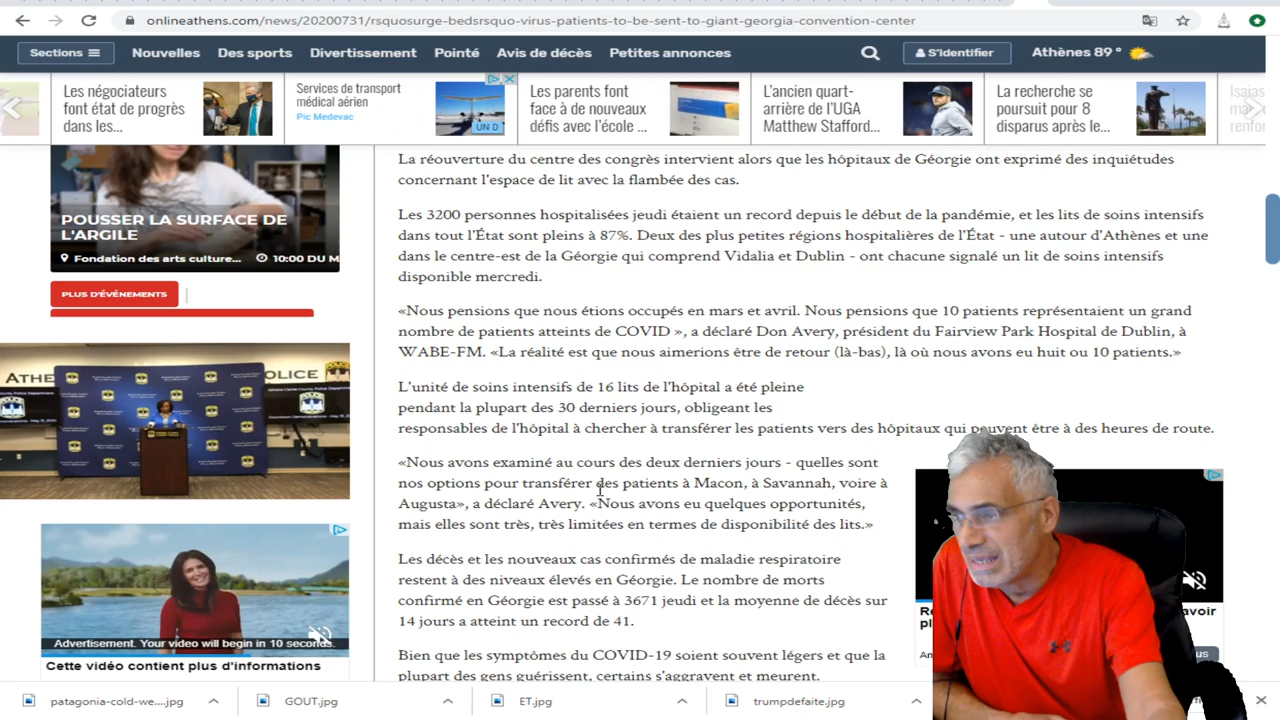 onlineathens.com/news/20200731/rsquosurge-bedsrsquo-virus-patients-to-be-sent-to-giant-georgia-convention-center
Sections
Nouvelles
Des sports
Divertissement
Pointé
Avis de décès
Petites annonces
S'identifier
Athènes 89 °
Les négociateurs
font état de progrès
dans les...
Services de transport
médical aérien
Pic Medevac
UN D
Les parents font
face à de nouveaux
défis avec l'école ...
L'ancien quart-
arrière de l'UGA
Matthew Stafford...
La recherche se
poursuit pour 8
disparus après le...
Isaias
POUSSER LA SURFACE DE
L'ARGILE
Fondation des arts culture...
10:00 DU M
PLUS D'ÉVÉNEMENTS
La réouverture du centre des congrès intervient alors que les hôpitaux de Géorgie ont exprimé des inquiétudes
concernant l'espace de lit avec la flambée des cas.
Les 3200 personnes hospitalisées jeudi étaient un record depuis le début de la pandémie, et les lits de soins intensifs
dans tout l'État sont pleins à 87%. Deux des plus petites régions hospitalières de l'État - une autour d'Athènes et une
dans le centre-est de la Géorgie qui comprend Vidalia et Dublin - ont chacune signalé un lit de soins intensifs
disponible mercredi.
«Nous pensions que nous étions occupés en mars et avril. Nous pensions que 10 patients représentaient un grand
nombre de patients atteints de COVID », a déclaré Don Avery, président du Fairview Park Hospital de Dublin, à
WABE-FM. «La réalité est que nous aimerions être de retour (là-bas), là où nous avons eu huit ou 10 patients.»
L'unité de soins intensifs de 16 lits de l'hôpital a été pleine
pendant la plupart des 30 derniers jours, obligeant les
responsables de l'hôpital à chercher à transférer les patients vers des hôpitaux qui peuvent être à des heures de route.
«Nous avons examiné au cours des deux derniers jours - quelles sont
nos options pour transférer des patients à Macon, à Savannah, voire à
Augusta», a déclaré Avery. «Nous avons eu quelques opportunités,
mais elles sont très, très limitées en termes de disponibilité des lits.»
Les décès et les nouveaux cas confirmés de maladie respiratoire
restent à des niveaux élevés en Géorgie. Le nombre de morts
confirmé en Géorgie est passé à 3671 jeudi et la moyenne de décès sur
14 jours a atteint un record de 41.
Bien que les symptômes du COVID-19 soient souvent légers et que la
plupart des gens guérissent, certains s'aggravent et meurent.
Advertisement. Your video will begin in 10 seconds.
Cette vidéo contient plus d'informations
patagonia-cold-we....jpg
GOUT.jpg
ET.jpg
trumpdefaite.jpg